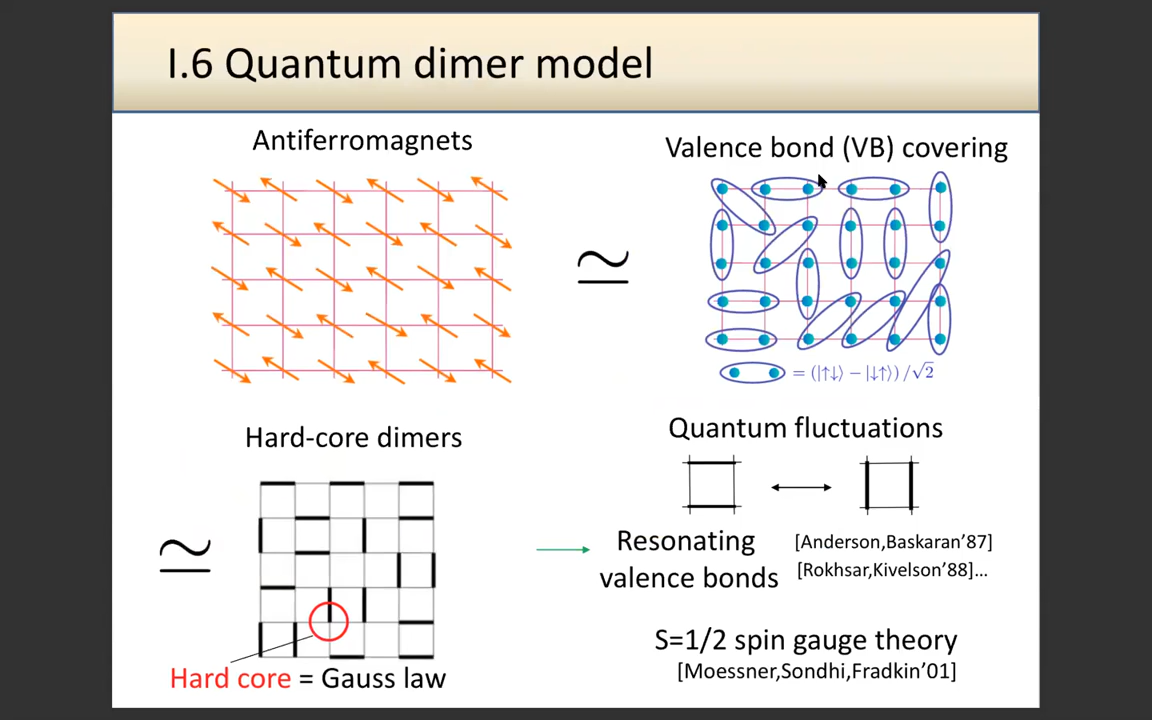 I.6 Quantum dimer model
Antiferromagnets
Valence bond (VB) covering
≃
= (|↑↓⟩ − |↓↑⟩) /√2
Hard-core dimers
Quantum fluctuations
≃
Resonating
valence bonds
[Anderson,Baskaran’87]
[Rokhsar,Kivelson’88]...
Hard core = Gauss law
S=1/2 spin gauge theory
[Moessner,Sondhi,Fradkin’01]